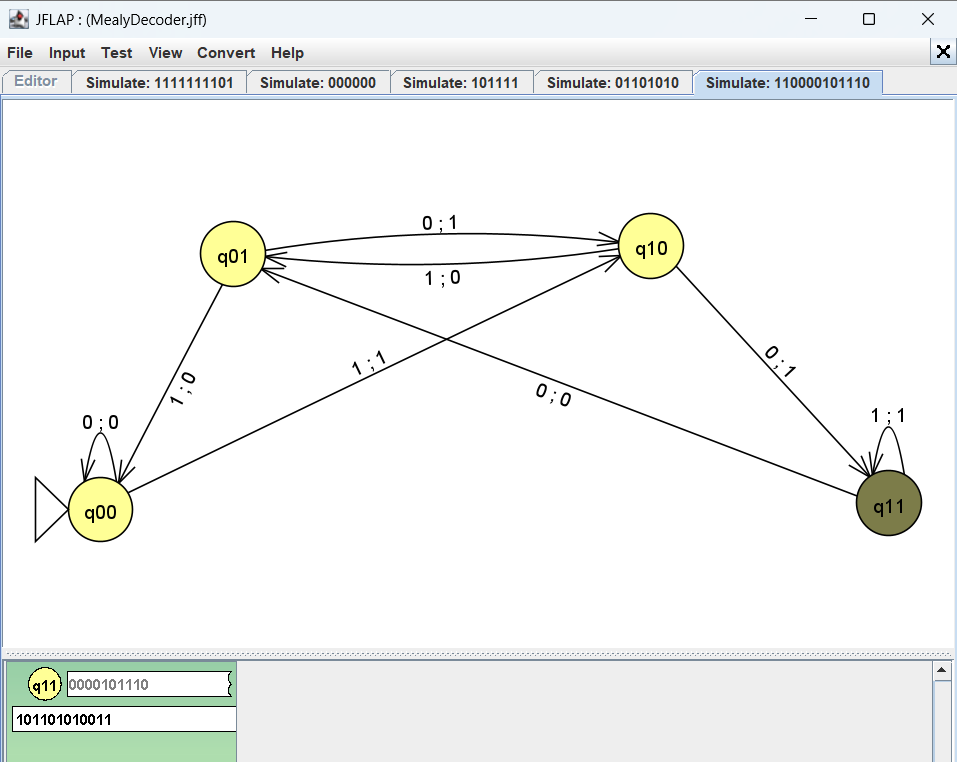 JFLAP : (MealyDecoder.jff)
File Input Test View Convert Help
Editor Simulate: 1111111101 Simulate: 000000 Simulate: 101111 Simulate: 01101010 Simulate: 110000101110
0 ; 1
q01 q10
1 ; 0
1 ; 0
1 ; 1
0 ; 1
0 ; 0
0 ; 0
1 ; 1
q00
q11
q11 0000101110
101101010011